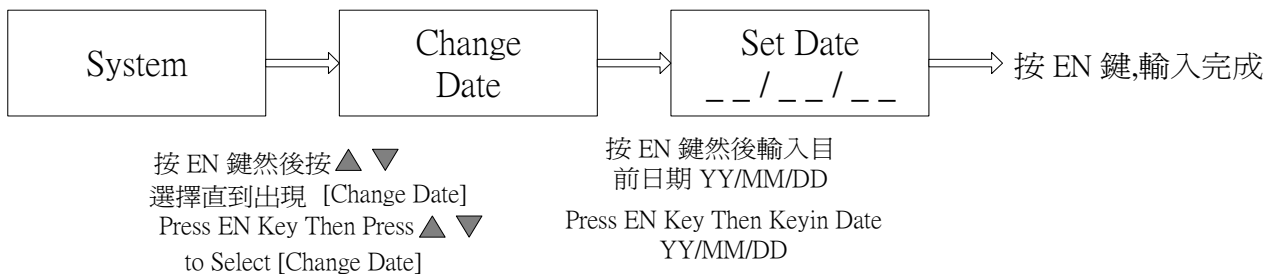 System
Change
Date
Set Date
_ _ / _ _ / _ _
按 EN 鍵,輸入完成
按 EN 鍵然後按▲ ▼
選擇直到出現 [Change Date]
Press EN Key Then Press▲ ▼
to Select [Change Date]
按 EN 鍵然後輸入目
前日期 YY/MM/DD
Press EN Key Then Keyin Date
YY/MM/DD